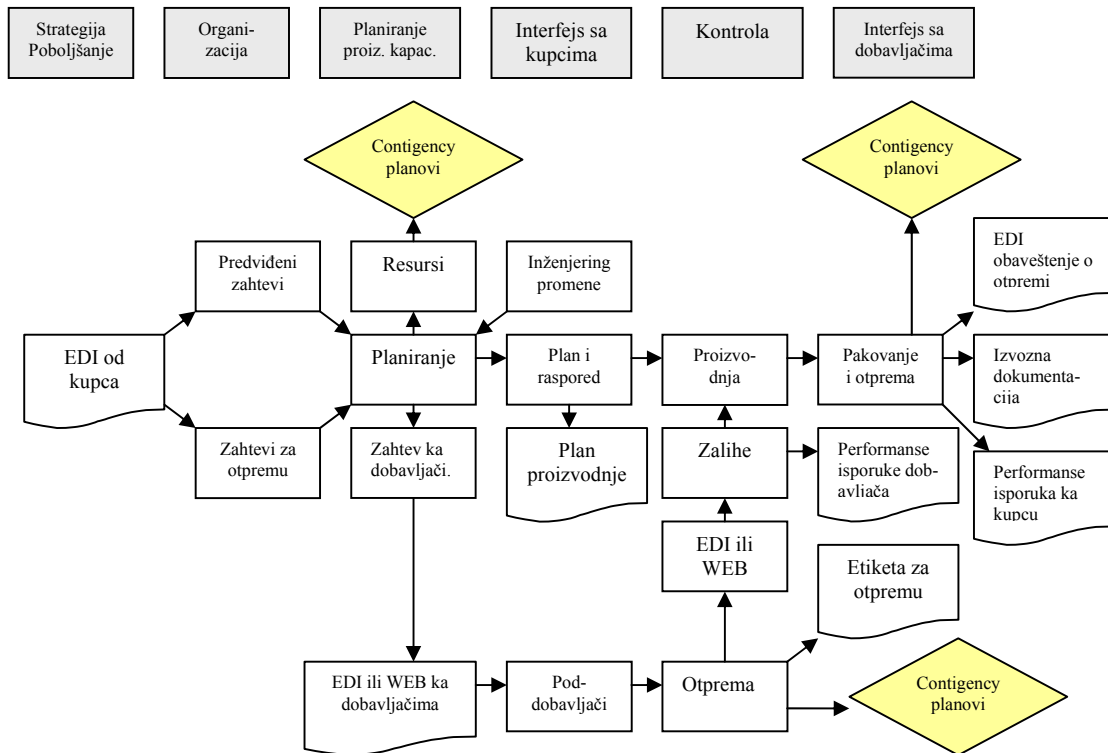 Strategija
Poboljšanje
Organi-
zacija
Planiranje
proiz. kapac.
Interfejs sa
kupcima
Kontrola
Interfejs sa
dobavljačima
Contigency
planovi
Contigency
planovi
Predviđeni
zahtevi
Resursi
Inženjering
promene
EDI
obaveštenje o
otpremi
EDI od
kupca
Planiranje
Plan i
raspored
Proizvo-
dnja
Pakovanje
i otprema
Izvozna
dokumenta-
cija
Zahtevi za
otpremu
Zahtev ka
dobavljači.
Plan
proizvodnje
Zalihe
Performanse
isporuke dob-
avljača
Performanse
isporuka ka
kupcu
EDI ili
WEB
Etiketa za
otpremu
EDI ili WEB ka
dobavljačima
Pod-
dobavljači
Otprema
Contigency
planovi